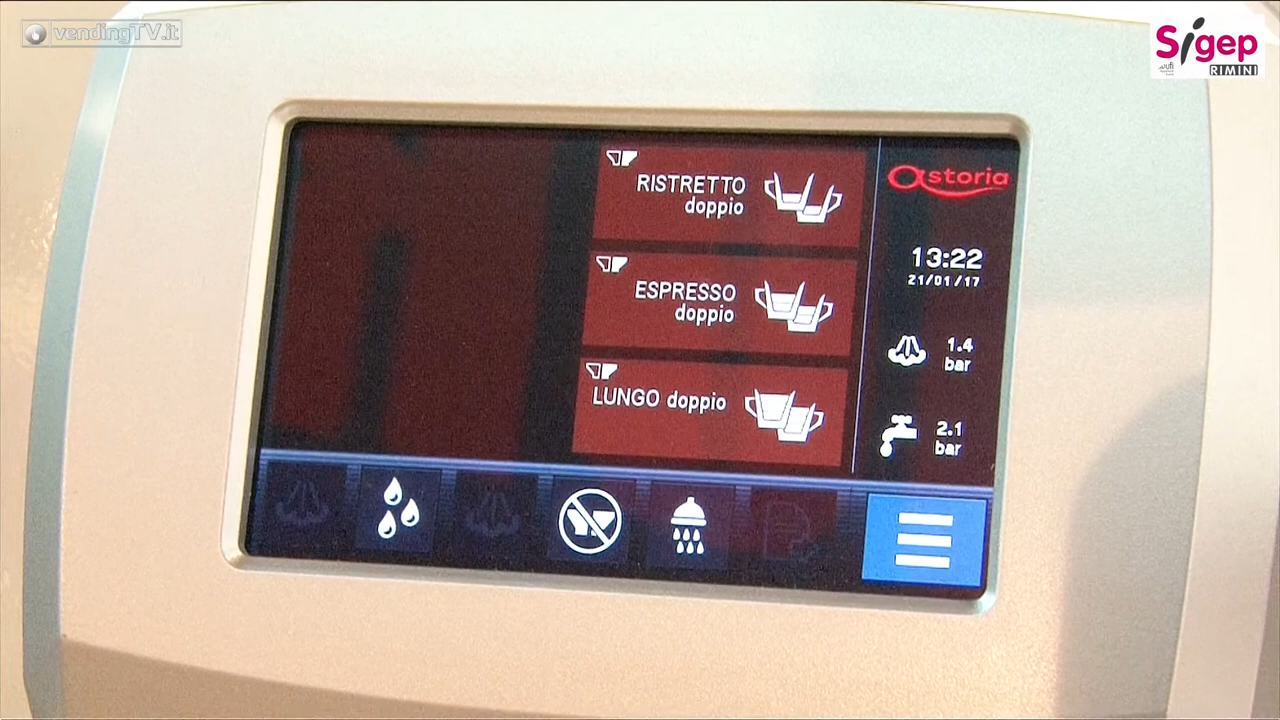 vendingTV.it
Sigep
RIMINI
RISTRETTO
doppio
ESPRESSO
doppio
LUNGO doppio
astoria
13:22
21/01/17
1.4
bar
2.1
bar